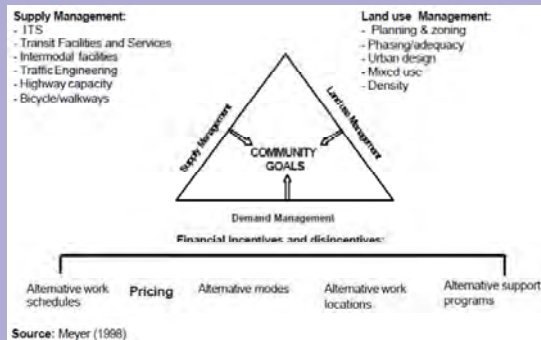 Supply Management:
- ITS
- Transit Facilities and Services
- Intermodal facilities
- Traffic Engineering
- Highway capacity
- Bicycle/walkways
Land use Management:
- Planning & zoning
- Phasing/adequacy
- Urban design
- Mixed use
- Density
Supply Management
Land use Management
COMMUNITY
GOALS
Demand Management
Financial incentives and disincentives:
Alternative work
schedules
Pricing
Alternative modes
Alternative work
locations
Alternative support
programs
Source: Meyer (1998)